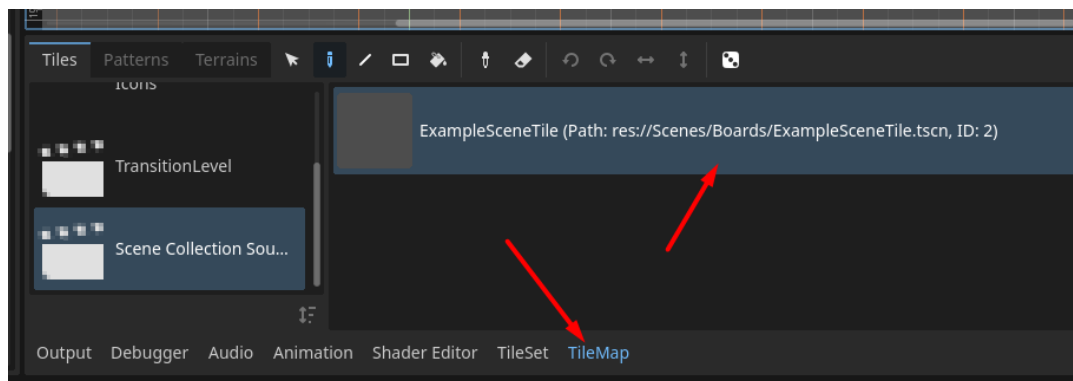 Tiles Patterns Terrains
Icons
ExampleSceneTile (Path: res://Scenes/Boards/ExampleSceneTile.tscn, ID: 2)
TransitionLevel
Scene Collection Sou...
Output Debugger Audio Animation Shader Editor TileSet TileMap